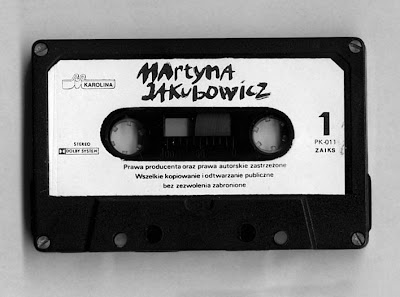 MArtyna
JAkubowicz
KAROLINA
1
PK-011
ZAIKS
STEREO
DOLBY SYSTEM
Prawa producenta oraz prawa autorskie zastrzeżone
Wszelkie kopiowanie i odtwarzanie publiczne
bez zezwolenia zabronione